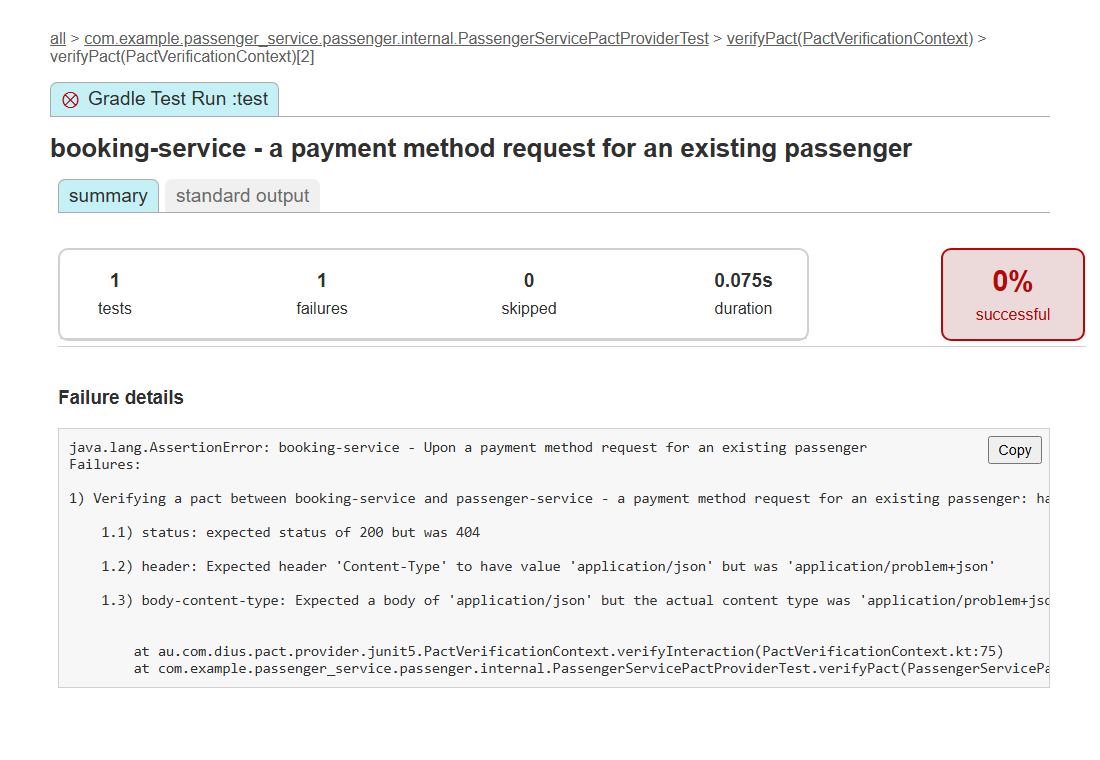 all > com.example.passenger_service.passenger.internal.PassengerServicePactProviderTest > verifyPact(PactVerificationContext) >
verifyPact(PactVerificationContext)[2]
Gradle Test Run :test
booking-service - a payment method request for an existing passenger
summary standard output
1 1 0 0.075s 0%
tests failures skipped duration successful
Failure details
Copy
java.lang.AssertionError: booking-service - Upon a payment method request for an existing passenger
Failures:
1) Verifying a pact between booking-service and passenger-service - a payment method request for an existing passenger: ha
1.1) status: expected status of 200 but was 404
1.2) header: Expected header 'Content-Type' to have value 'application/json' but was 'application/problem+json'
1.3) body-content-type: Expected a body of 'application/json' but the actual content type was 'application/problem+jso
at au.com.dius.pact.provider.junit5.PactVerificationContext.verifyInteraction(PactVerificationContext.kt:75)
at com.example.passenger_service.passenger.internal.PassengerServicePactProviderTest.verifyPact(PassengerServicePa